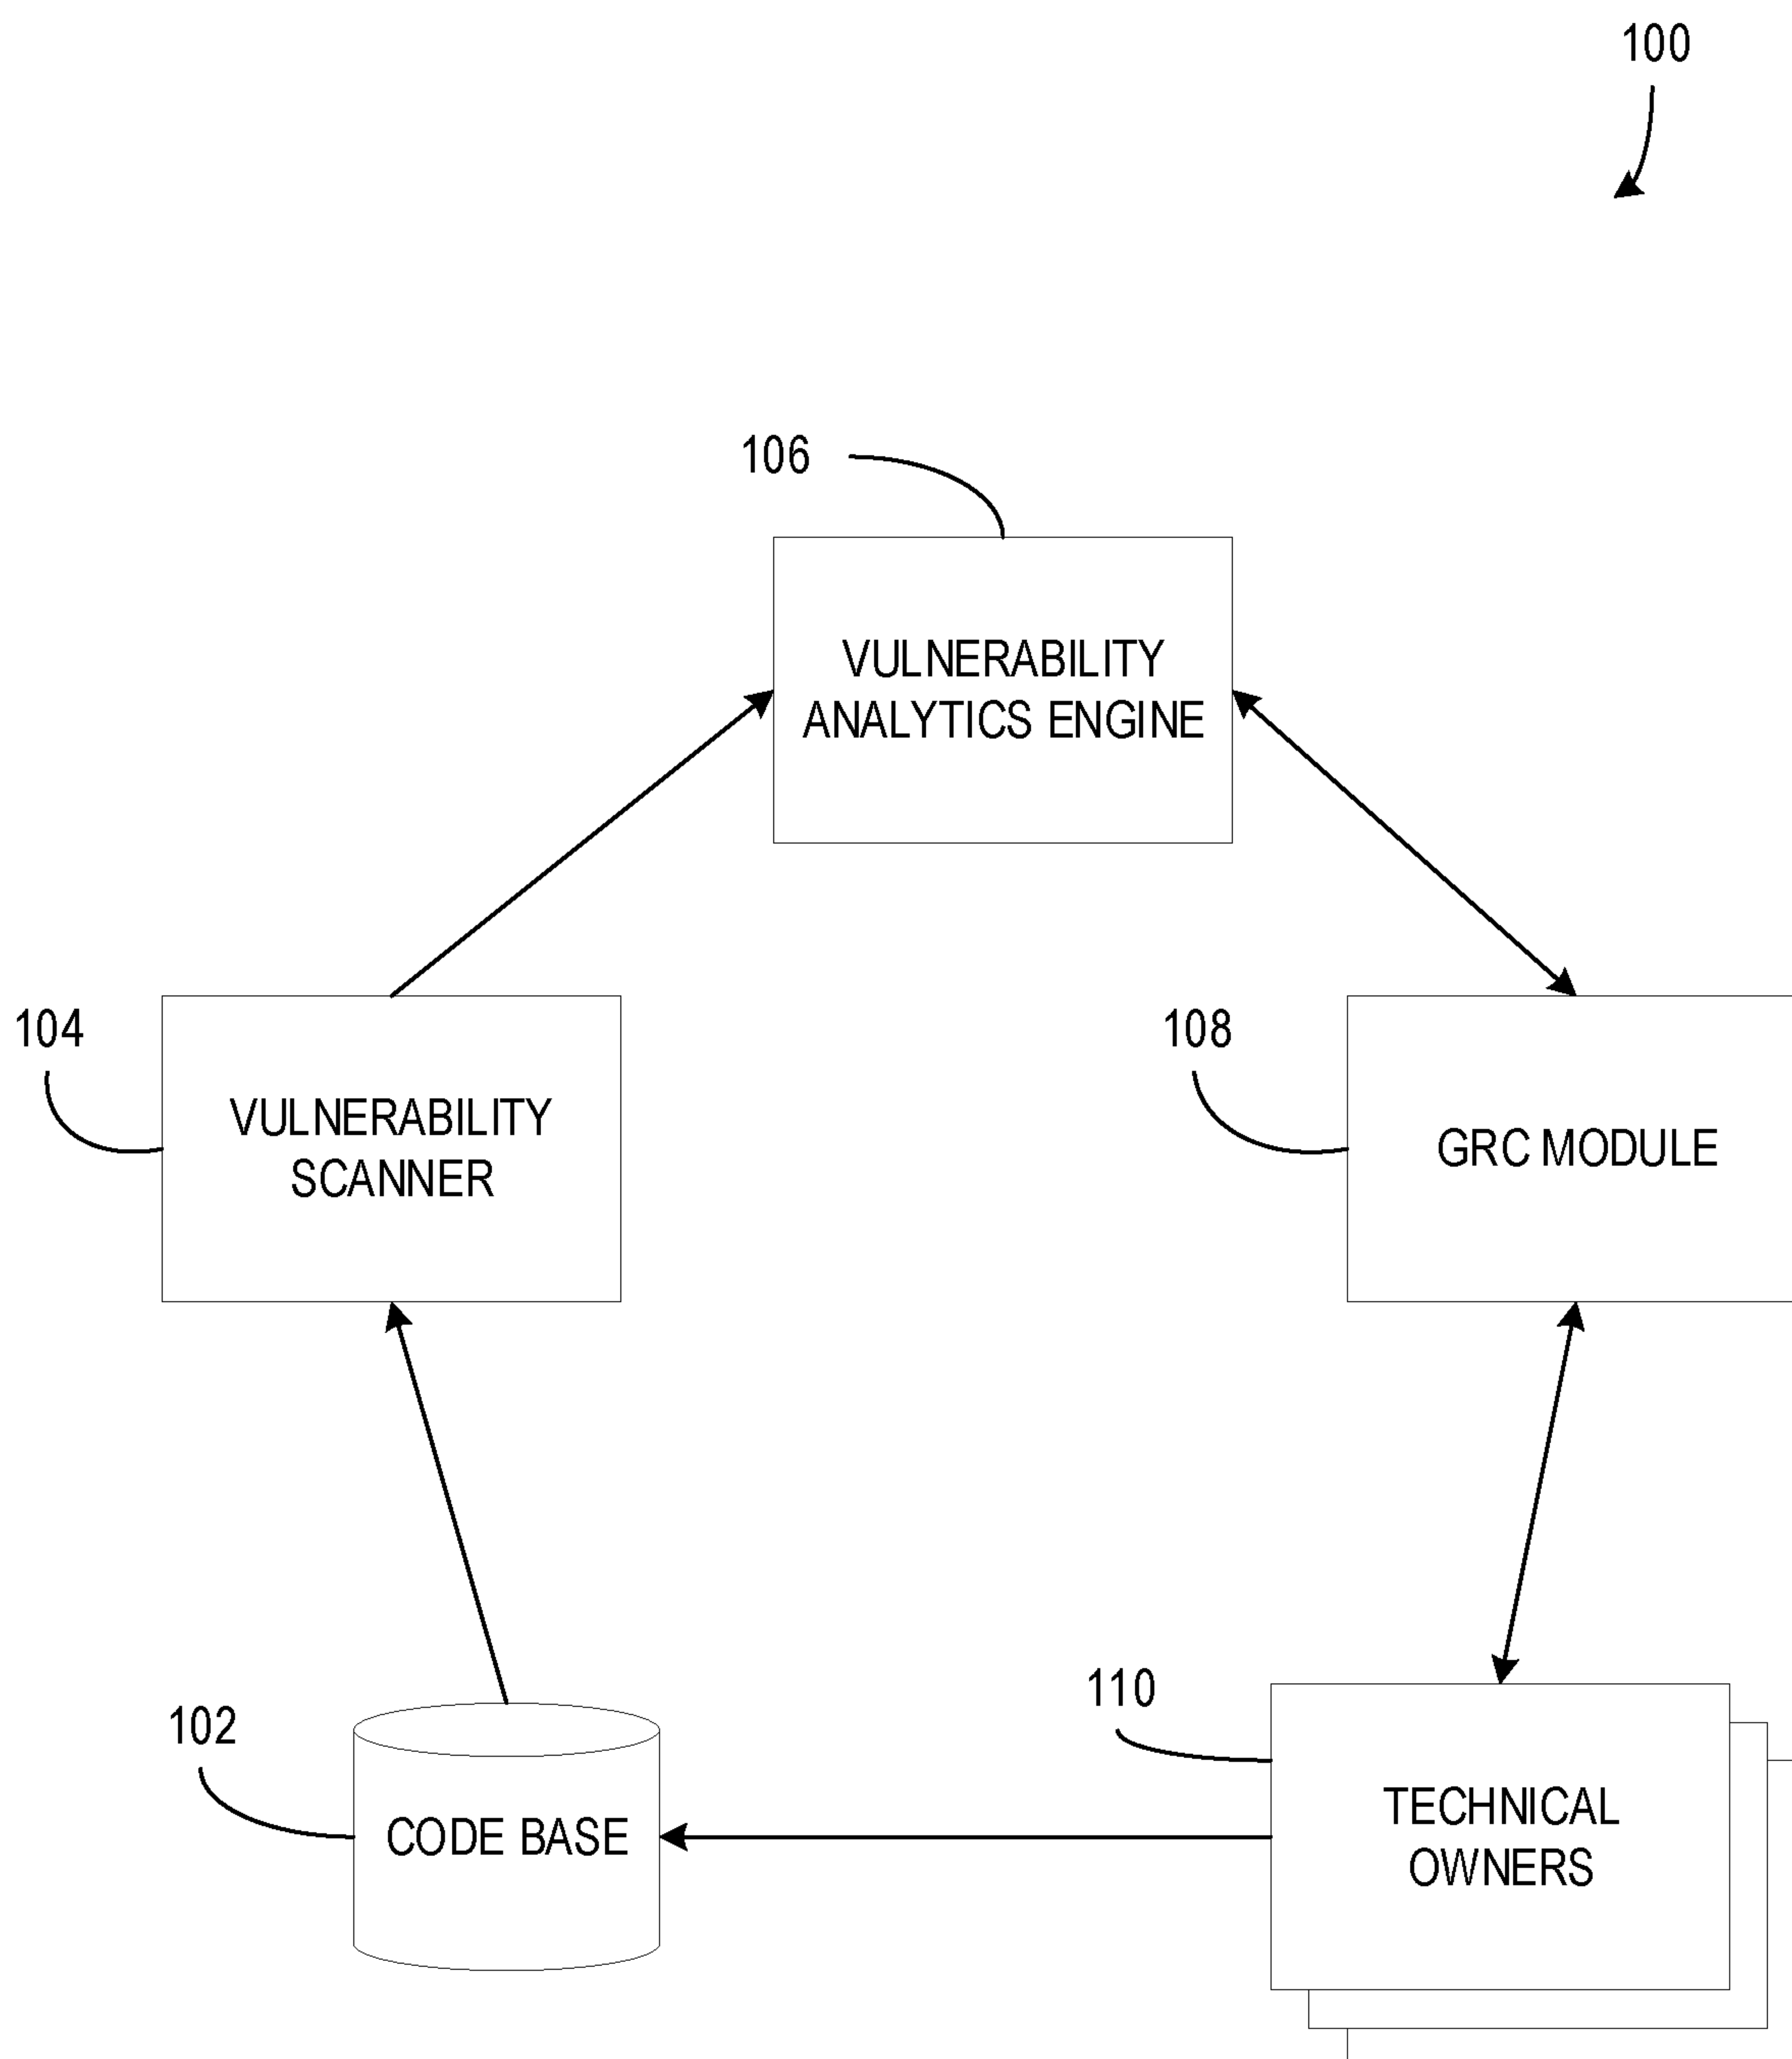 100
106
VULNERABILITY
ANALYTICS ENGINE
104
VULNERABILITY
SCANNER
108
GRC MODULE
102
CODE BASE
110
TECHNICAL
OWNERS